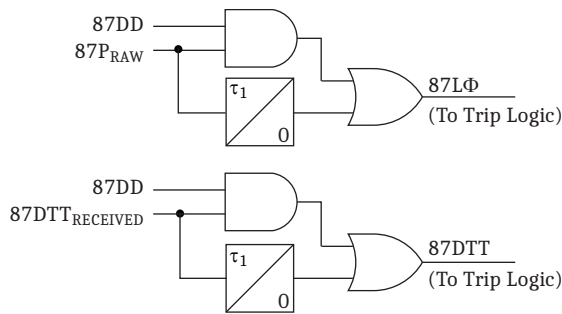 87DD
87P_RAW
τ₁
0
87LΦ
(To Trip Logic)
87DD
87DTT_RECEIVED
τ₁
0
87DTT
(To Trip Logic)